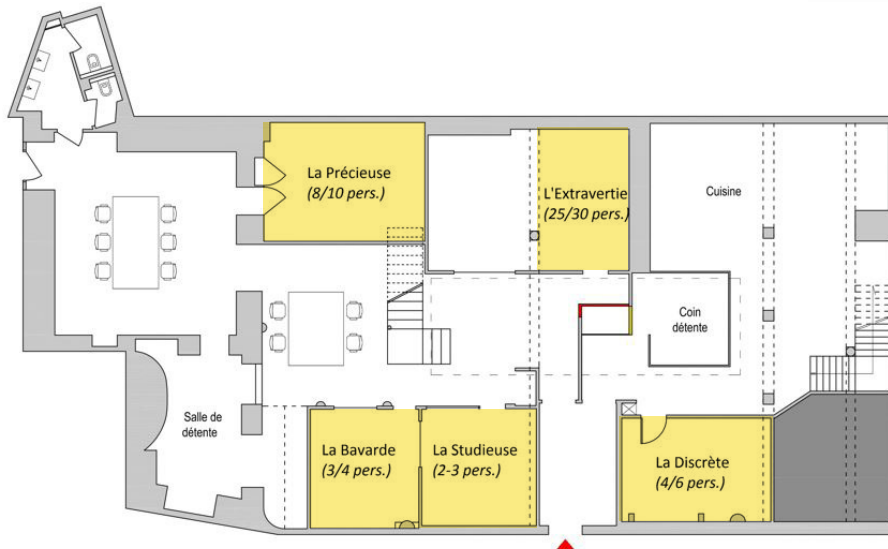 La Précieuse
(8/10 pers.)
L'Extravertie
(25/30 pers.)
Cuisine
Coin
détente
Salle de
détente
La Bavarde
(3/4 pers.)
La Studieuse
(2-3 pers.)
La Discrète
(4/6 pers.)